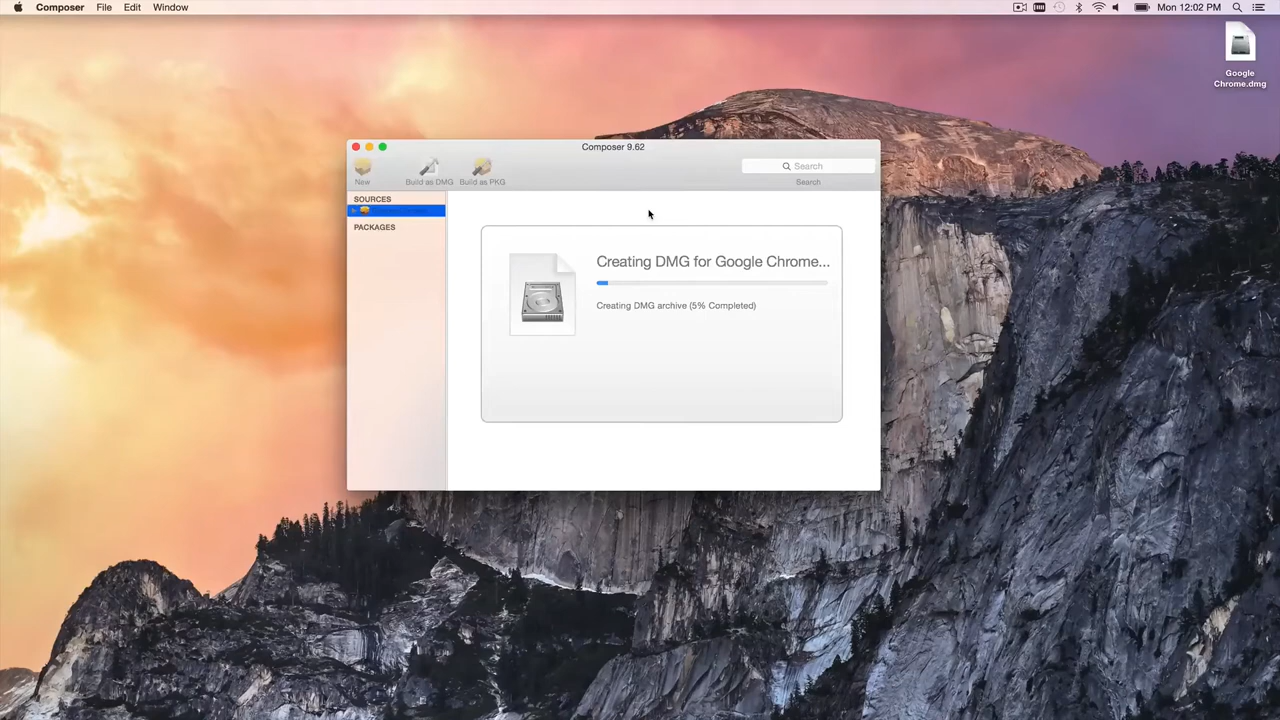 Composer File Edit Window
Mon 12:02 PM
Google
Chrome.dmg
Composer 9.62
New
Build as DMG
Build as PKG
Search
Search
SOURCES
PACKAGES
Creating DMG for Google Chrome...
Creating DMG archive (5% Completed)